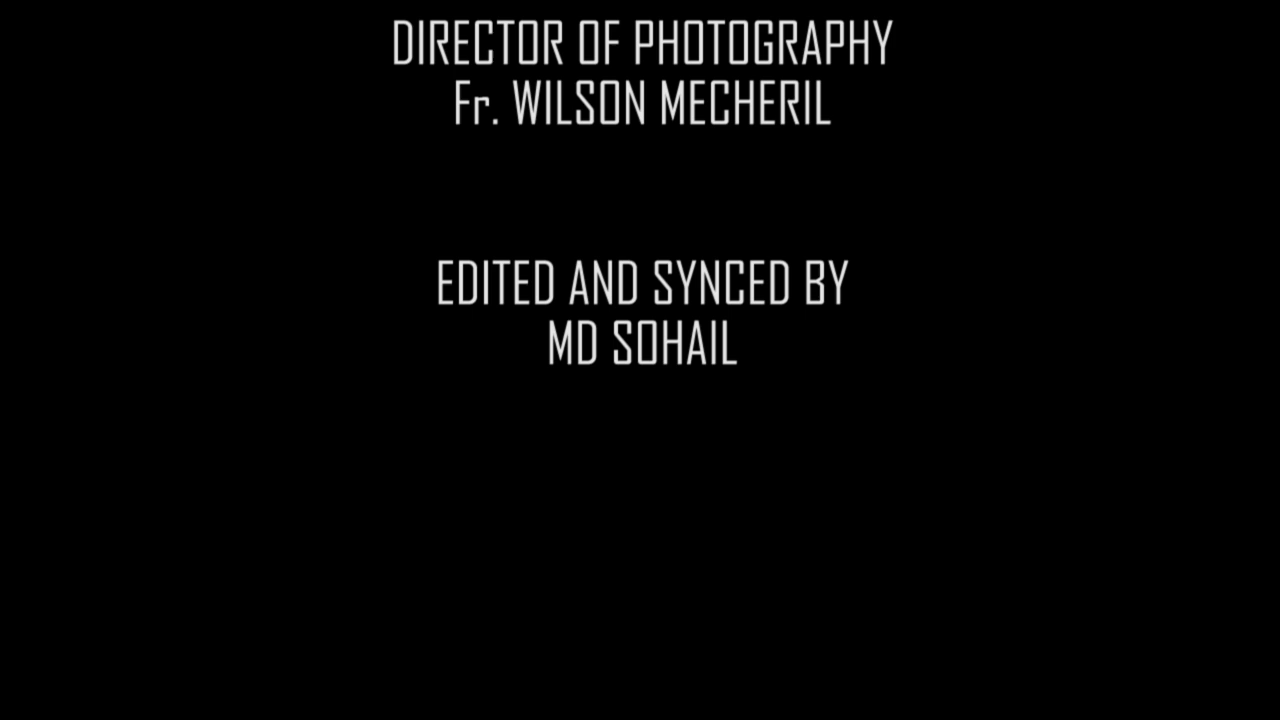 DIRECTOR OF PHOTOGRAPHY
Fr. WILSON MECHERIL
EDITED AND SYNCED BY
MD SOHAIL